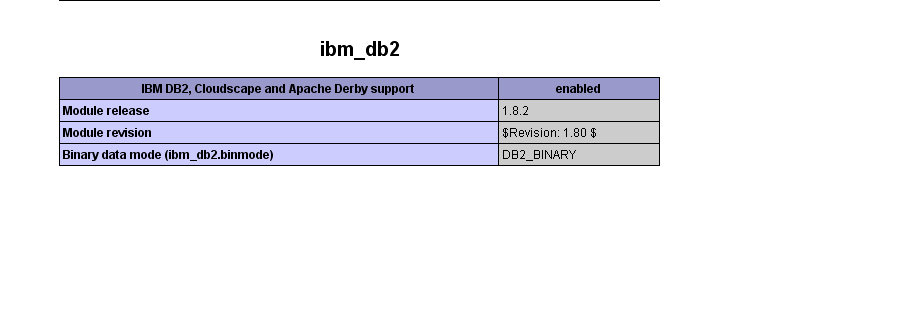 ibm_db2
IBM DB2, Cloudscape and Apache Derby support enabled
Module release 1.8.2
Module revision $Revision: 1.80 $
Binary data mode (ibm_db2.binmode) DB2_BINARY